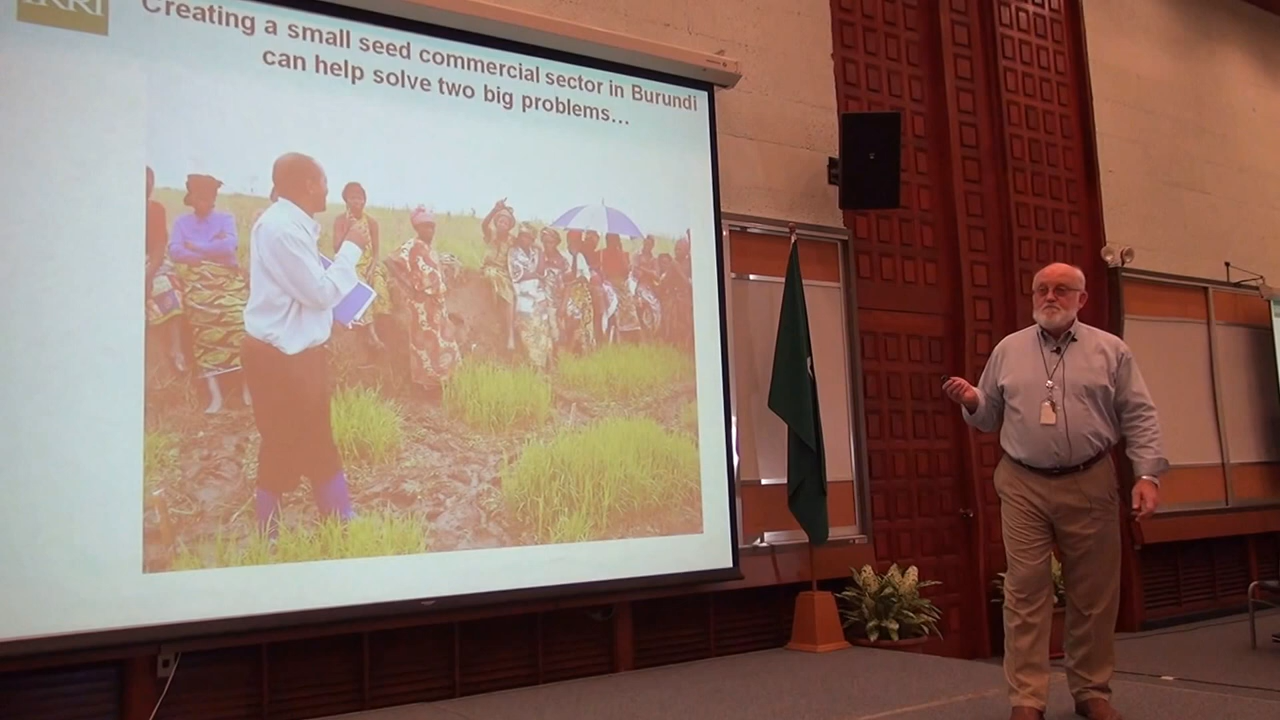 IRRI
Creating a small seed commercial sector in Burundi
can help solve two big problems...